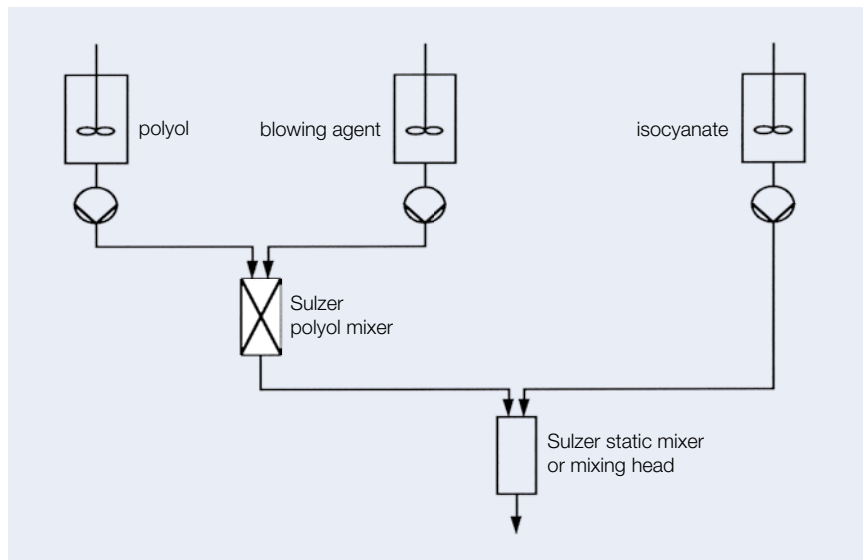 polyol
blowing agent
isocyanate
Sulzer
polyol mixer
Sulzer static mixer
or mixing head